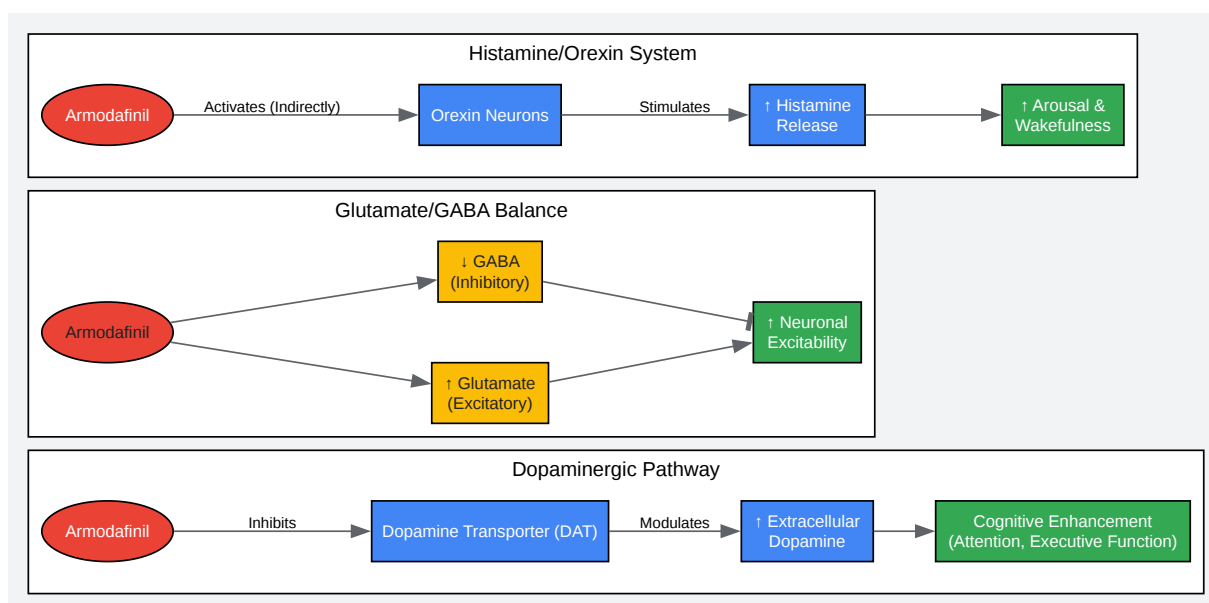 Histamine/Orexin System
Armodafinil
Activates (Indirectly)
Orexin Neurons
Stimulates
↑ Histamine
Release
↑ Arousal &
Wakefulness
Glutamate/GABA Balance
Armodafinil
↓ GABA
(Inhibitory)
↑ Glutamate
(Excitatory)
↑ Neuronal
Excitability
Dopaminergic Pathway
Armodafinil
Inhibits
Dopamine Transporter (DAT)
Modulates
↑ Extracellular
Dopamine
Cognitive Enhancement
(Attention, Executive Function)